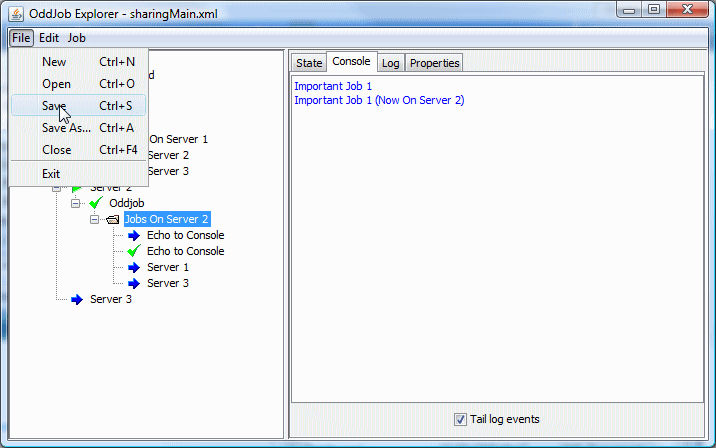 OddJob Explorer - sharingMain.xml
File Edit Job
New Ctrl+N
Open Ctrl+O
Save Ctrl+S
Save As... Ctrl+A
Close Ctrl+F4
Exit
d
On Server 1
Server 2
Server 3
Server 2
Oddjob
Jobs On Server 2
Echo to Console
Echo to Console
Server 1
Server 3
Server 3
State Console Log Properties
Important Job 1
Important Job 1 (Now On Server 2)
Tail log events